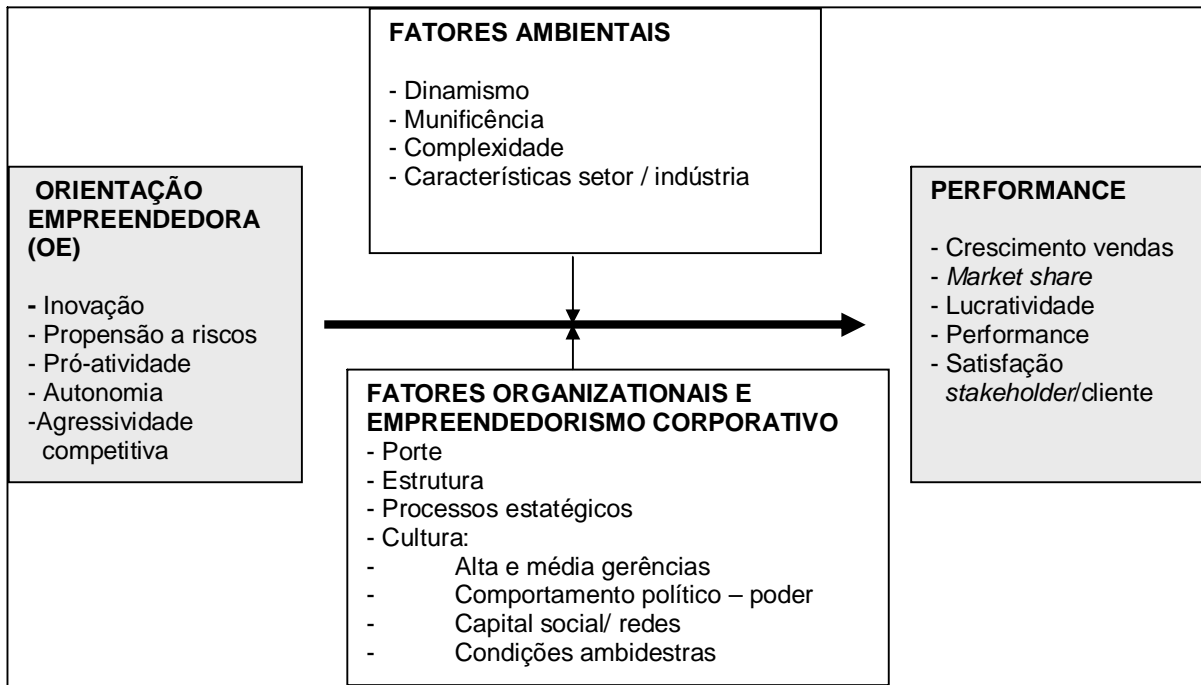 FATORES AMBIENTAIS
- Dinamismo
- Munificência
- Complexidade
- Características setor / indústria
ORIENTAÇÃO
EMPREENDEDORA
(OE)
- Inovação
- Propensão a riscos
- Pró-atividade
- Autonomia
-Agressividade
competitiva
PERFORMANCE
- Crescimento vendas
- Market share
- Lucratividade
- Performance
- Satisfação
stakeholder/cliente
FATORES ORGANIZATIONAIS E
EMPREENDEDORISMO CORPORATIVO
- Porte
- Estrutura
- Processos estatégicos
- Cultura:
- Alta e média gerências
- Comportamento político – poder
- Capital social/ redes
- Condições ambidestras